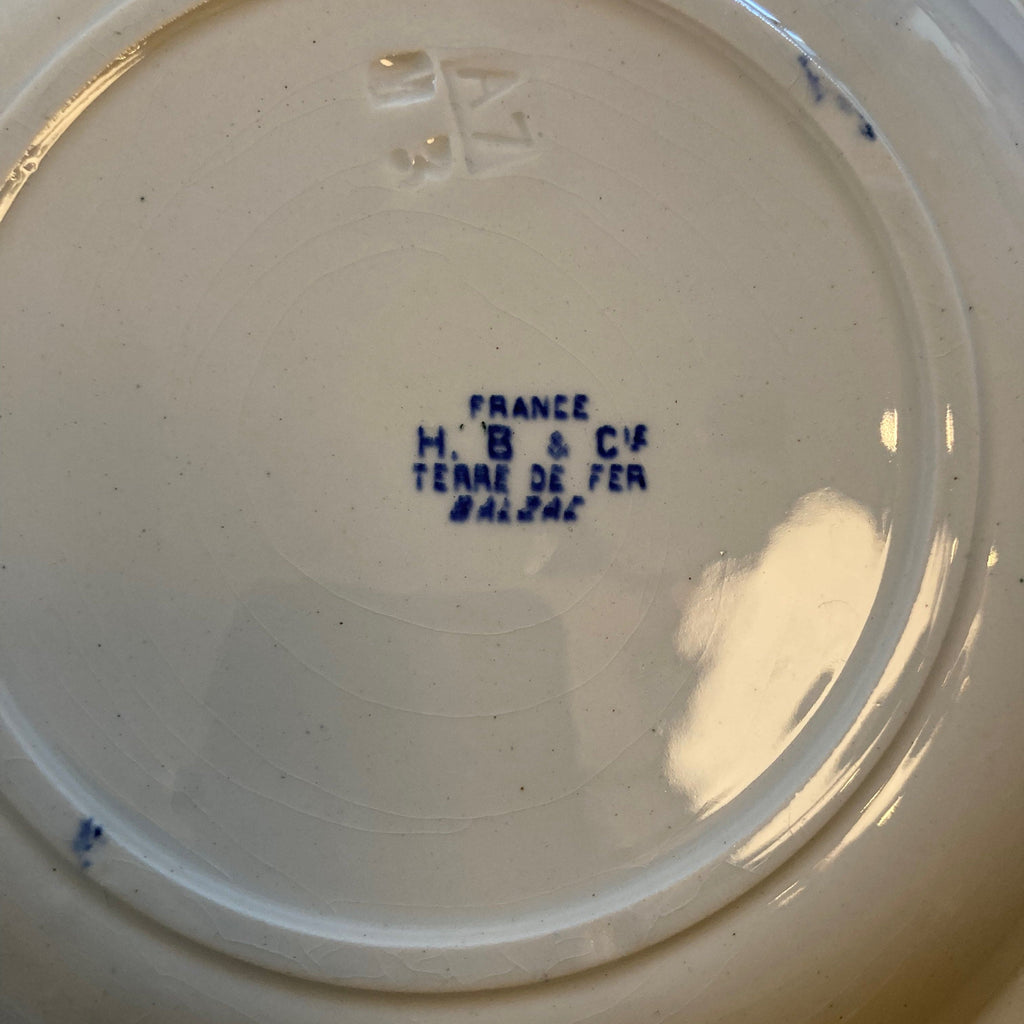 FRANCE
H. B & Cie
TERRE DE FER
BALZAC